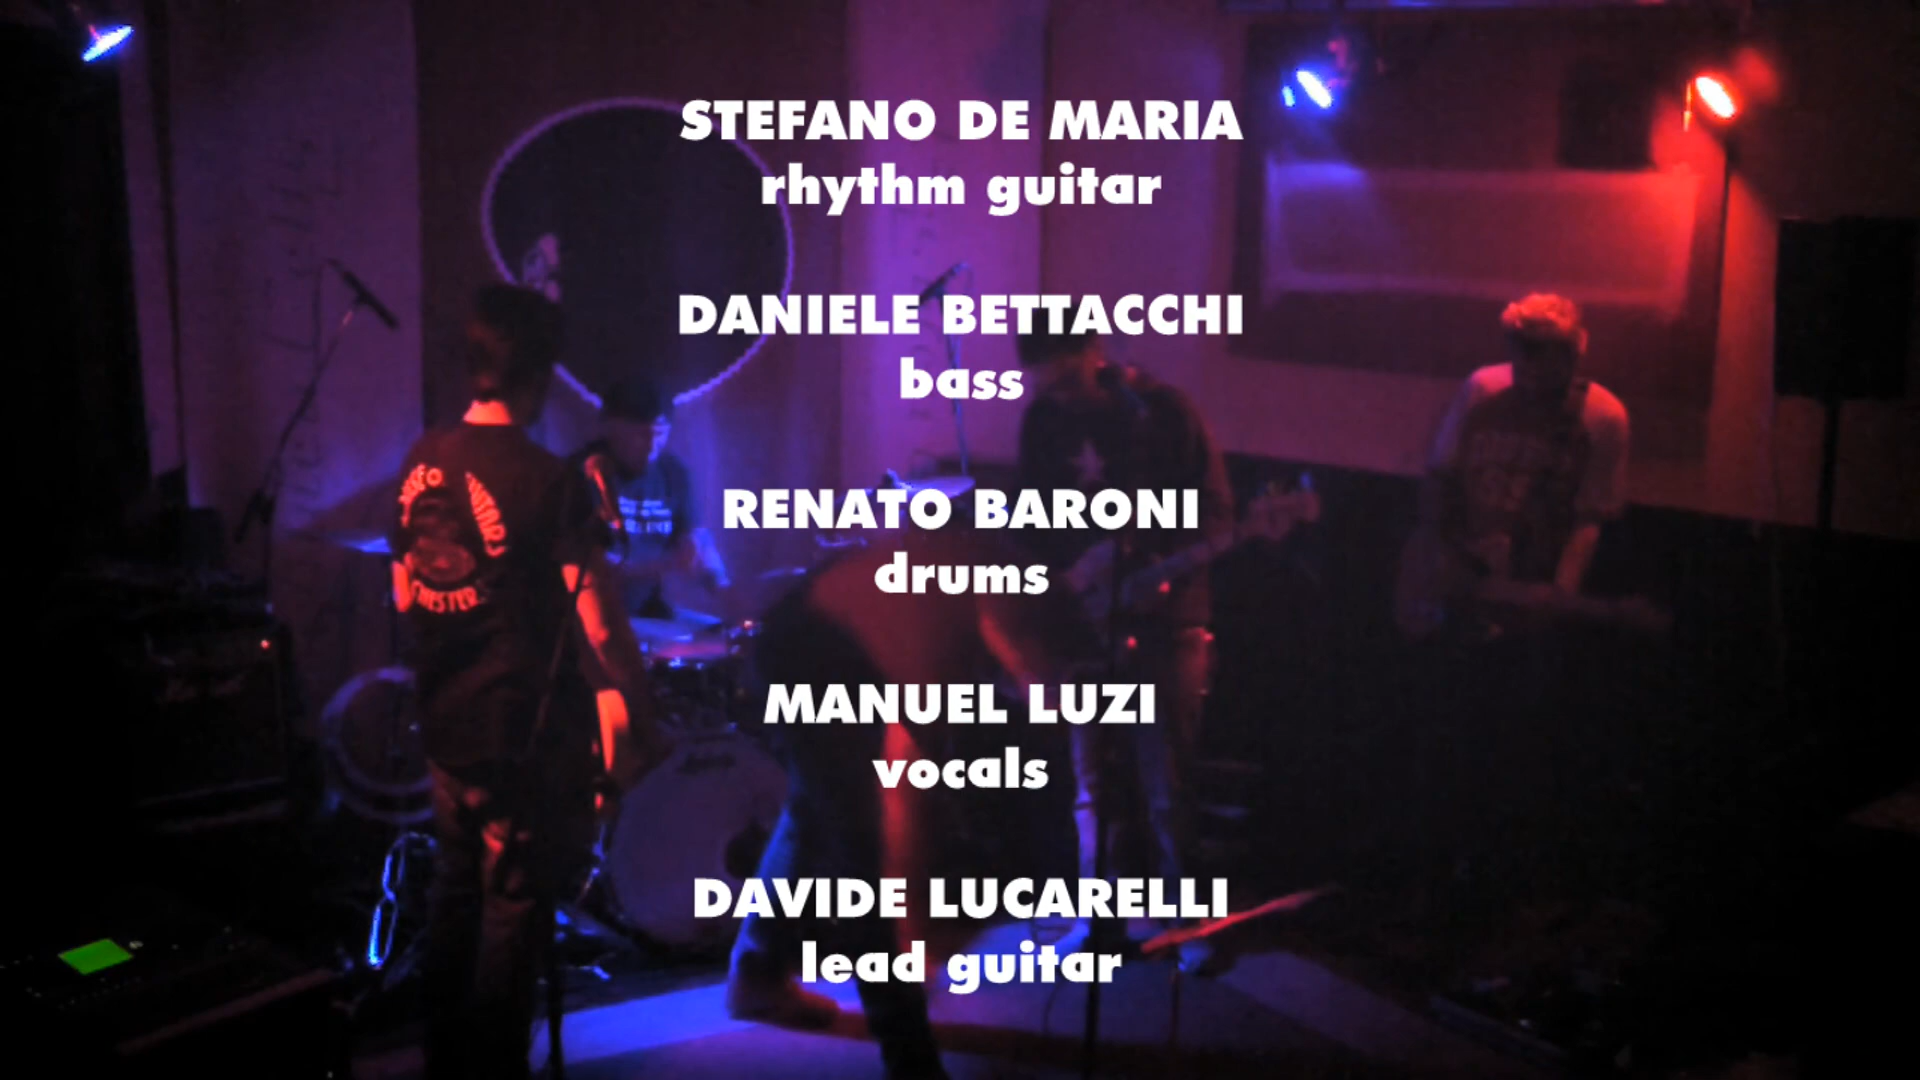 STEFANO DE MARIA
rhythm guitar
DANIELE BETTACCHI
bass
RENATO BARONI
drums
MANUEL LUZI
vocals
DAVIDE LUCARELLI
lead guitar